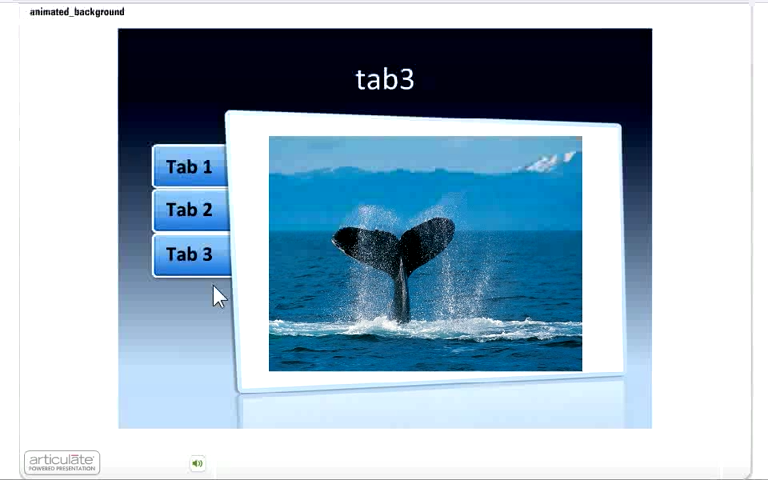 animated_background
tab3
Tab 1
Tab 2
Tab 3
articulate
POWERED PRESENTATION